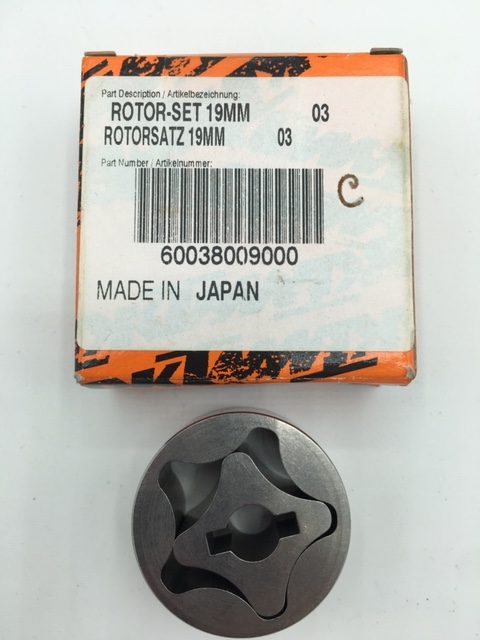 Part Description / Artikelbezeichnung:
ROTOR-SET 19MM 03
ROTORSATZ 19MM 03
Part Number / Artikelnummer:
C
60038009000
MADE IN JAPAN